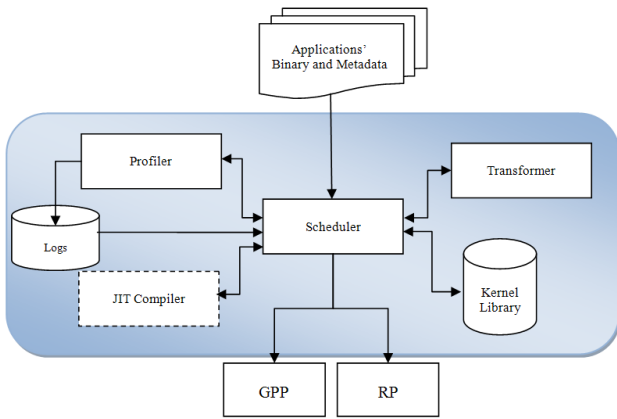 Applications’
Binary and Metadata
Profiler
Transformer
Scheduler
Logs
JIT Compiler
Kernel
Library
GPP
RP